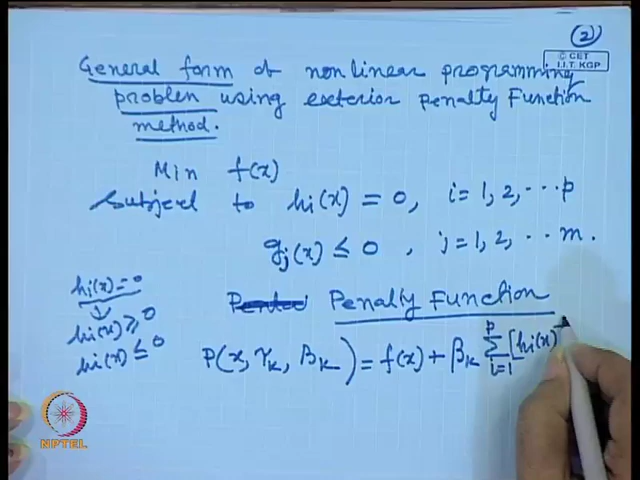 (2)
© CET
I.I.T. KGP
General form of nonlinear programming
problem using exterior Penalty Function
method.
Min f(x)
Subject to hi(x) = 0, i = 1, 2, ... p
gj(x) ≤ 0, j = 1, 2, ... m.
hi(x) = 0
↓
hi(x) ≥ 0
hi(x) ≤ 0
Penalty Function
P(x, γk, βk) = f(x) + βk Σ i=1 p [hi(x)
NPTEL